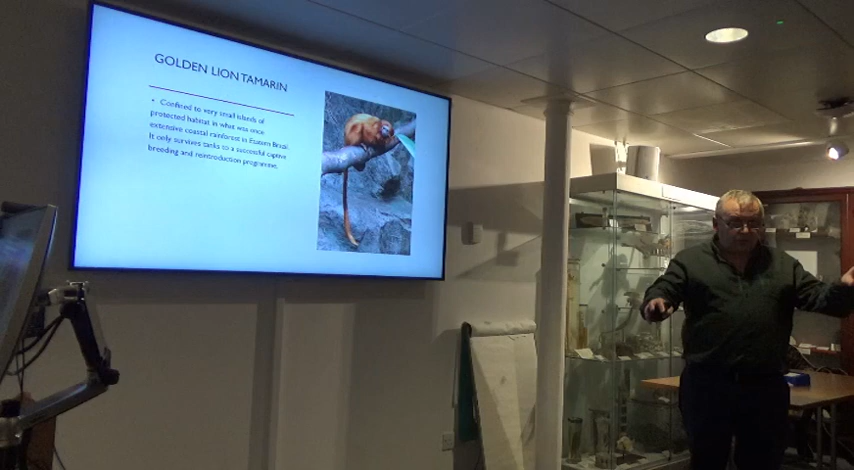 GOLDEN LION TAMARIN
• Confined to very small islands of
protected habitat in what was once
extensive coastal rainforest in Eastern Brazil.
It only survives tanks to a successful captive
breeding and reintroduction programme.